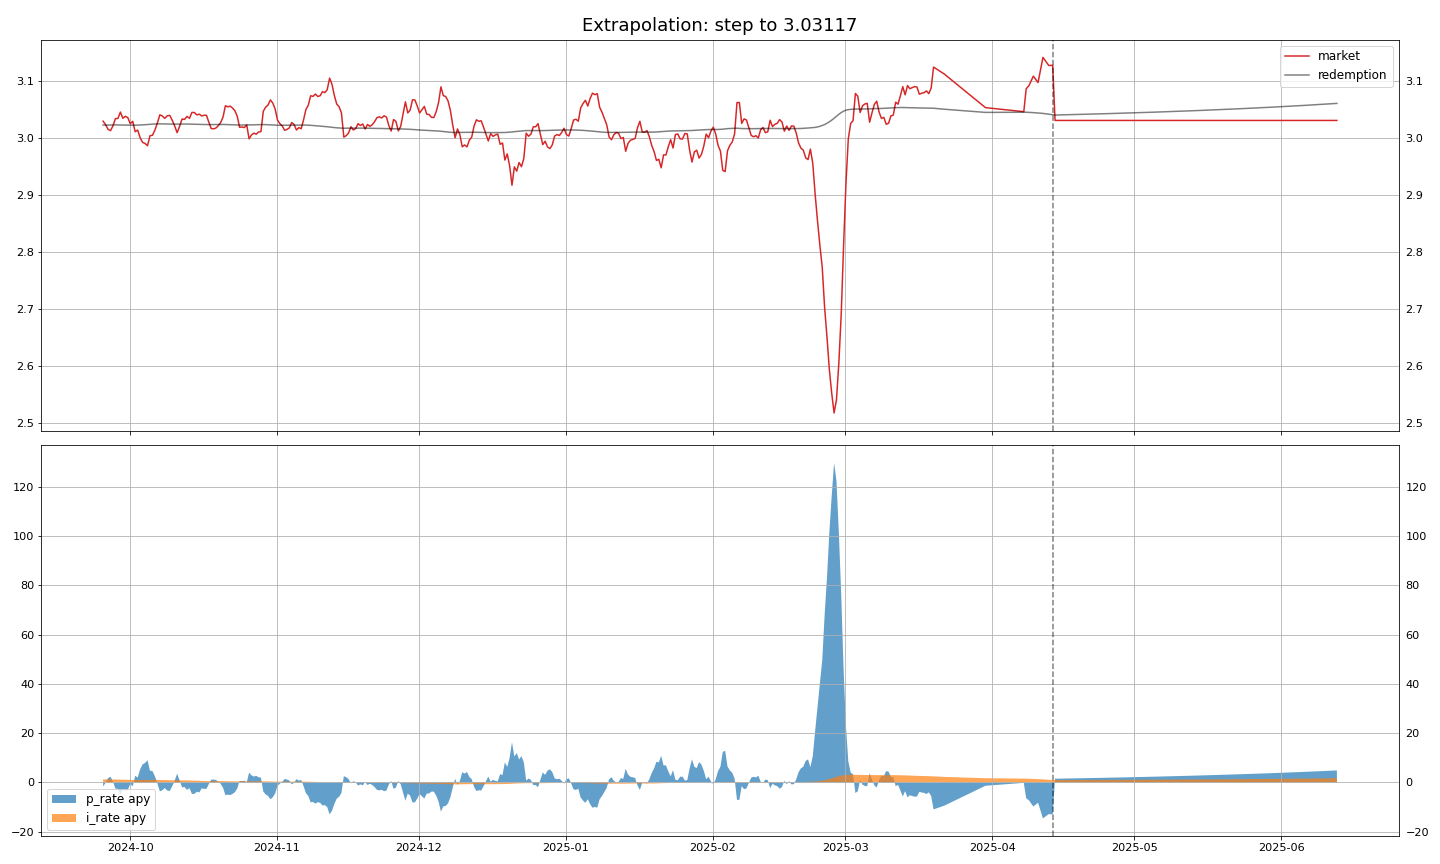 Extrapolation: step to 3.03117
market
redemption
3.1 3.1
3.0 3.0
2.9 2.9
2.8 2.8
2.7 2.7
2.6 2.6
2.5 2.5
120 120
100 100
80 80
60 60
40 40
20 20
0 0
−20 −20
p_rate apy
i_rate apy
2024-10 2024-11 2024-12 2025-01 2025-02 2025-03 2025-04 2025-05 2025-06